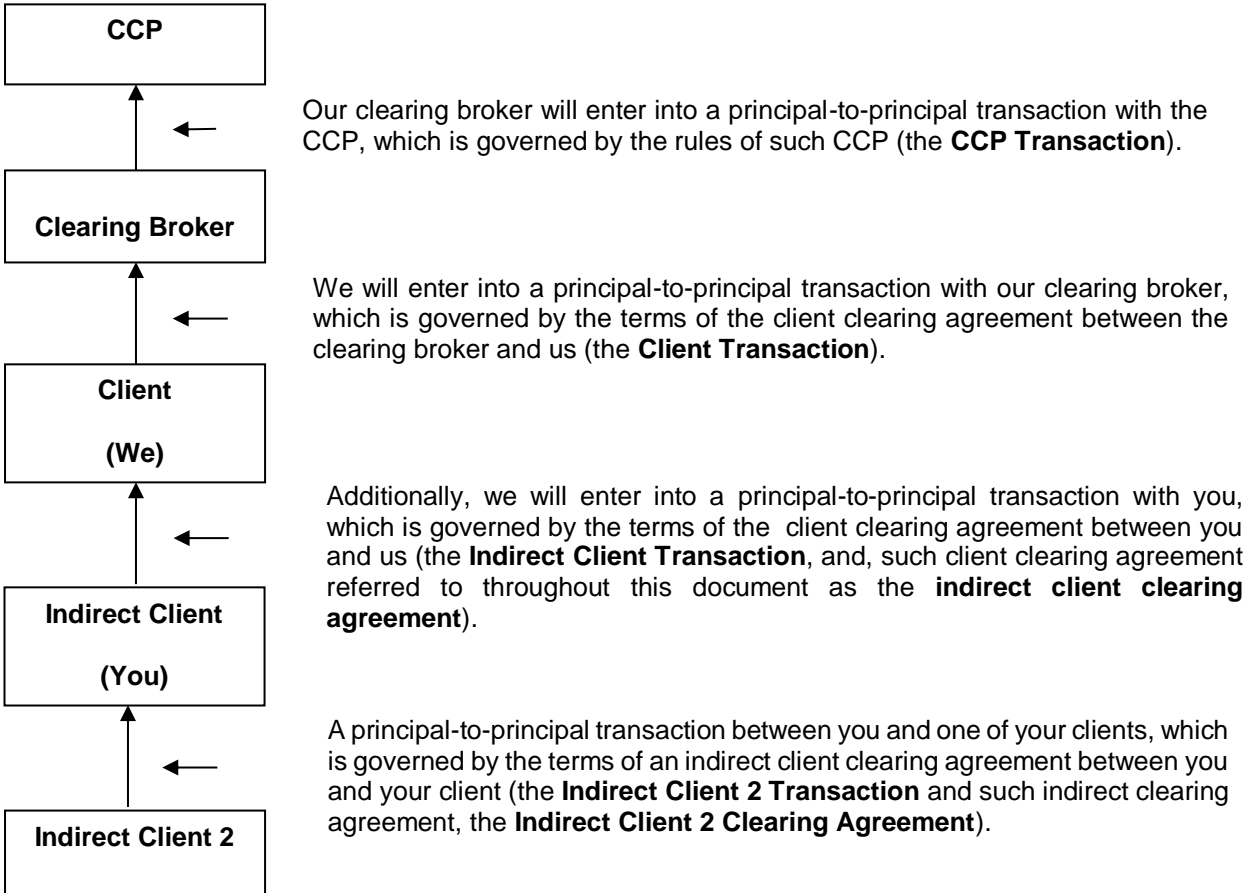 CCP
Our clearing broker will enter into a principal-to-principal transaction with the
CCP, which is governed by the rules of such CCP (the CCP Transaction).
Clearing Broker
We will enter into a principal-to-principal transaction with our clearing broker,
which is governed by the terms of the client clearing agreement between the
clearing broker and us (the Client Transaction).
Client
(We)
Additionally, we will enter into a principal-to-principal transaction with you,
which is governed by the terms of the client clearing agreement between you
and us (the Indirect Client Transaction, and, such client clearing agreement
referred to throughout this document as the indirect client clearing
agreement).
Indirect Client
(You)
A principal-to-principal transaction between you and one of your clients, which
is governed by the terms of an indirect client clearing agreement between you
and your client (the Indirect Client 2 Transaction and such indirect clearing
agreement, the Indirect Client 2 Clearing Agreement).
Indirect Client 2